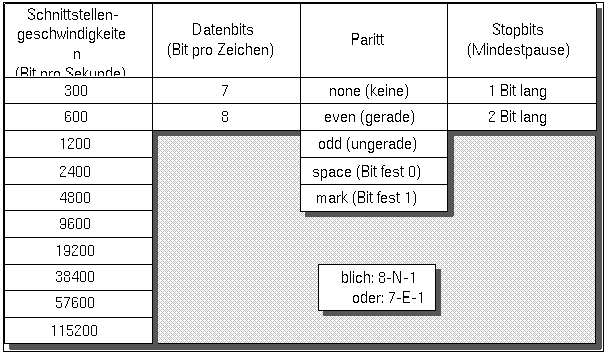 Schnittstellen-
geschwindigkeite
n
(Bit pro Sekunde)
Datenbits
(Bit pro Zeichen)
Paritt
Stopbits
(Mindestpause)
300
7
none (keine)
1 Bit lang
600
8
even (gerade)
2 Bit lang
1200
odd (ungerade)
2400
space (Bit fest 0)
4800
mark (Bit fest 1)
9600
19200
38400
57600
115200
blich: 8-N-1
oder: 7-E-1